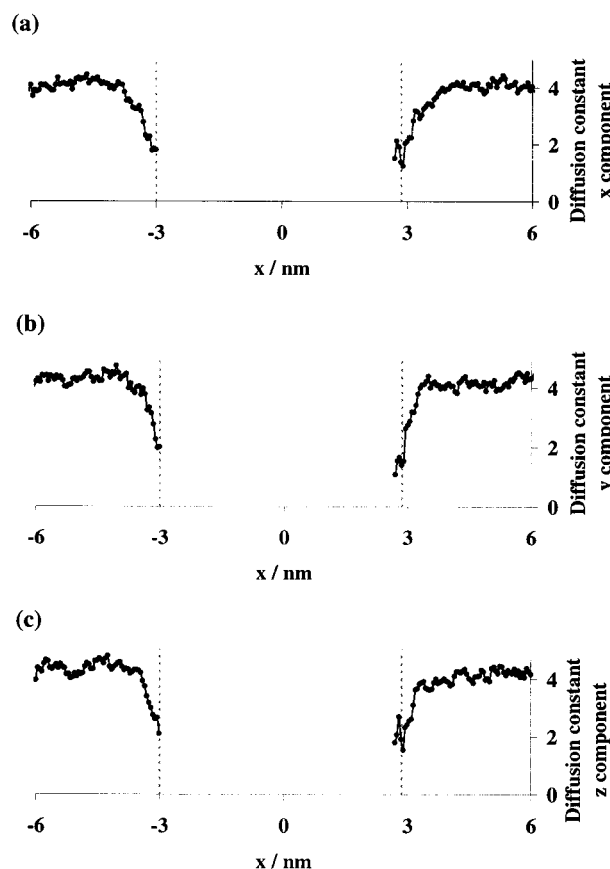 (a)
4
2
0
Diffusion constant
x component
-6 -3 0 3 6
x / nm
(b)
4
2
0
Diffusion constant
y component
-6 -3 0 3 6
x / nm
(c)
4
2
0
Diffusion constant
z component
-6 -3 0 3 6
x / nm